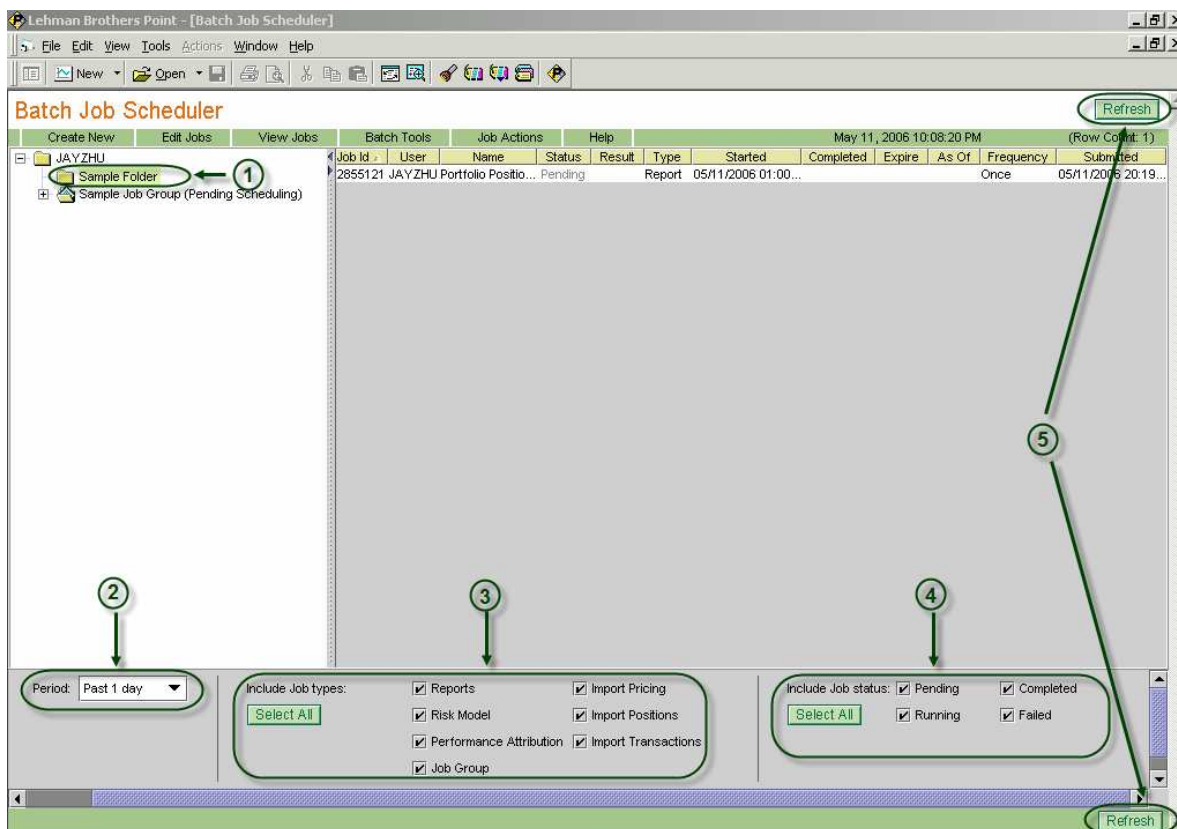 Lehman Brothers Point - [Batch Job Scheduler]
File Edit View Tools Actions Window Help
New Open
Batch Job Scheduler
Refresh
Create New Edit Jobs View Jobs Batch Tools Job Actions Help May 11, 2006 10:08:20 PM (Row Count: 1)
JAYZHU
Job Id User Name Status Result Type Started Completed Expire As Of Frequency Submitted
Sample Folder
1
2855121 JAYZHU Portfolio Positio... Pending Report 05/11/2006 01:00... Once 05/11/2006 20:19...
Sample Job Group (Pending Scheduling)
5
2
3
4
Period: Past 1 day
Include Job types: Reports Import Pricing
Include Job status: Pending Completed
Select All Risk Model Import Positions
Select All Running Failed
Performance Attribution Import Transactions
Job Group
Refresh